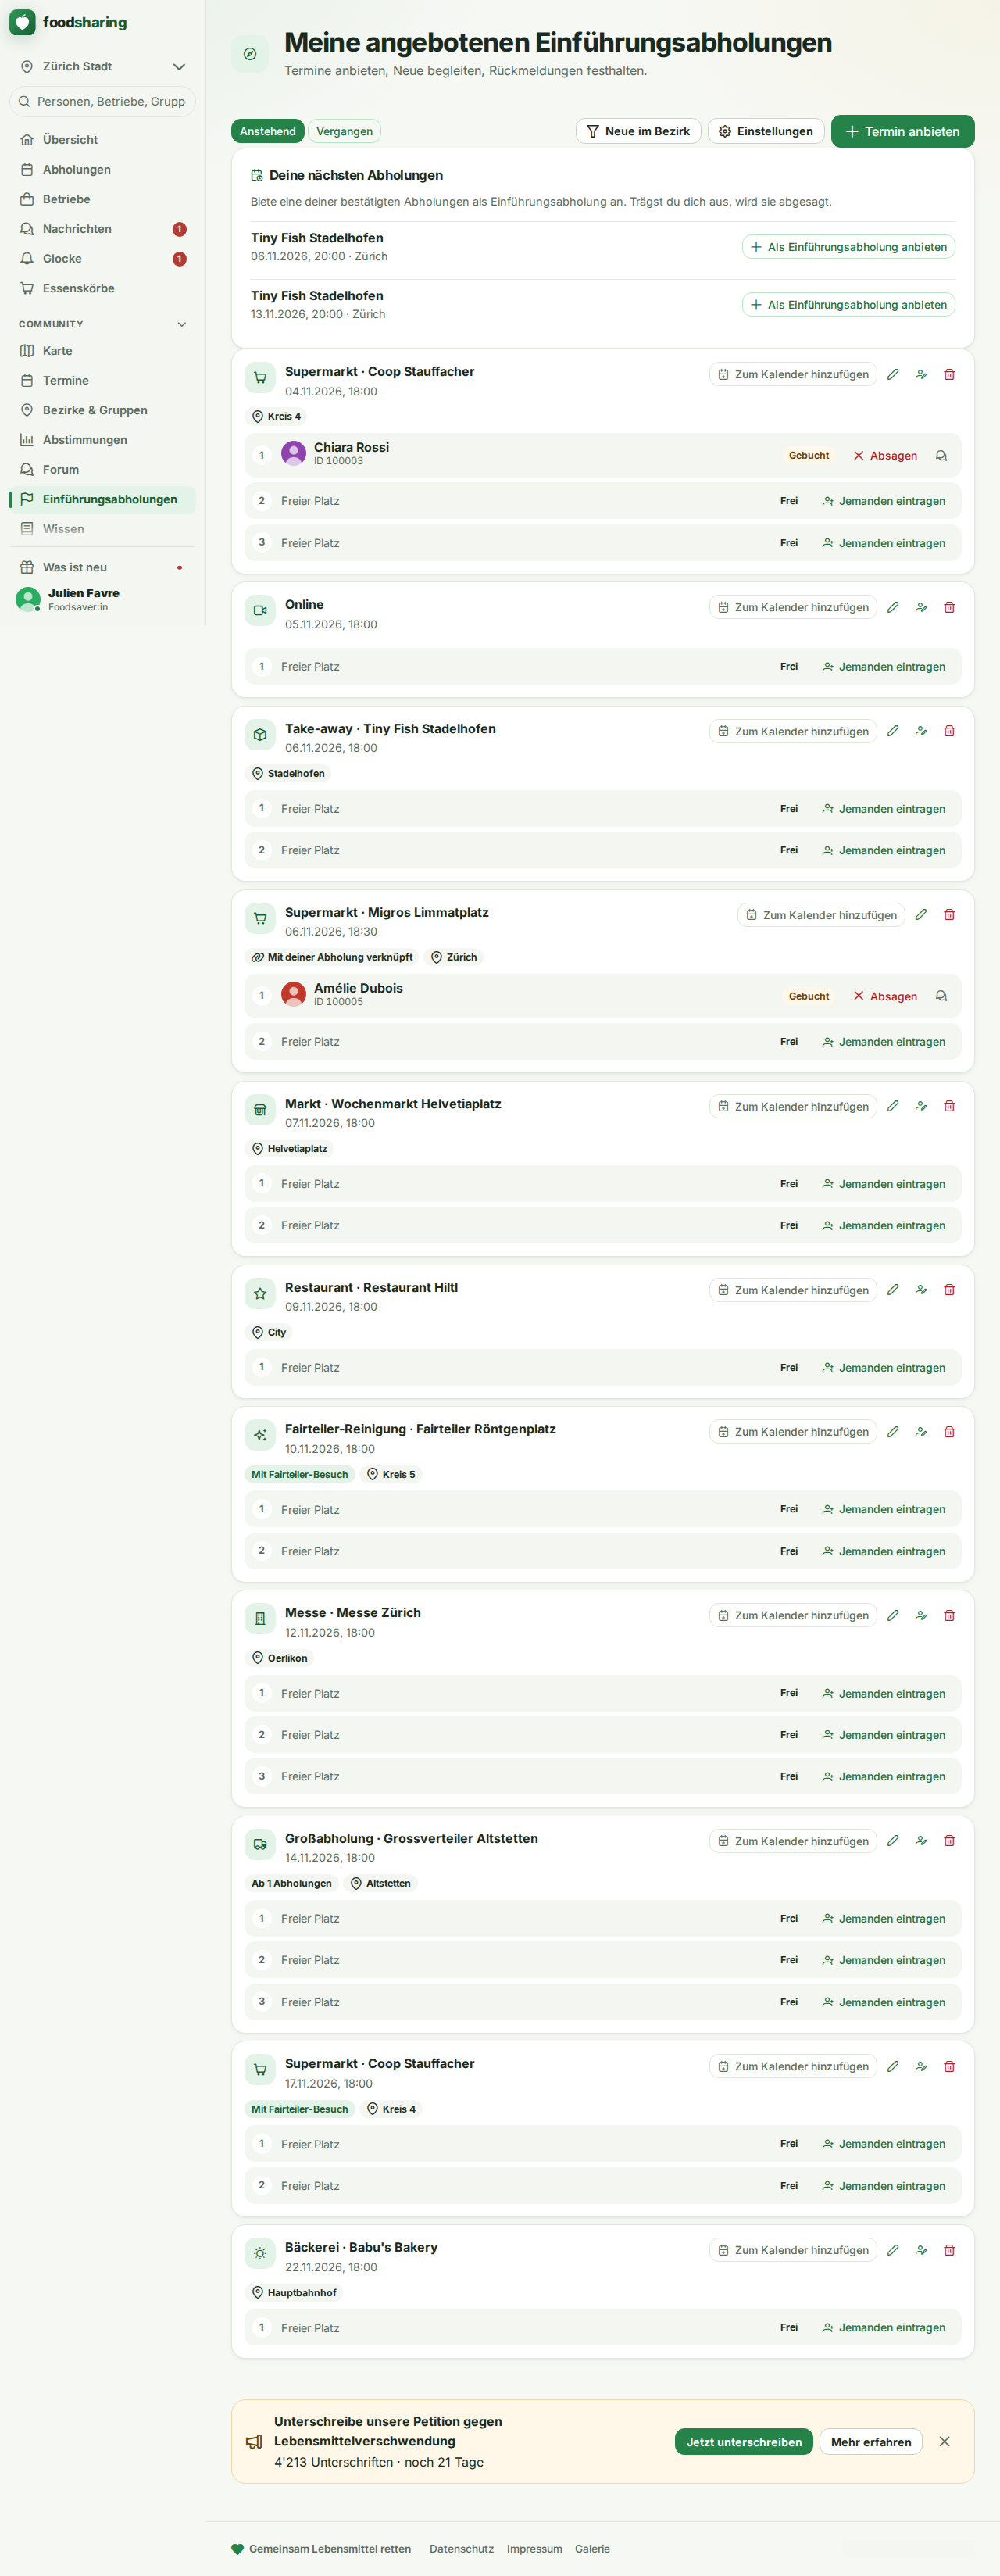 foodsharing
Zürich Stadt
Personen, Betriebe, Grupp
Übersicht
Abholungen
Betriebe
Nachrichten 1
Glocke 1
Essenskörbe
COMMUNITY
Karte
Termine
Bezirke & Gruppen
Abstimmungen
Forum
Einführungsabholungen
Wissen
Was ist neu
Julien Favre
Foodsaver:in
Meine angebotenen Einführungsabholungen
Termine anbieten, Neue begleiten, Rückmeldungen festhalten.
Anstehend Vergangen Neue im Bezirk Einstellungen Termin anbieten
Deine nächsten Abholungen
Biete eine deiner bestätigten Abholungen als Einführungsabholung an. Trägst du dich aus, wird sie abgesagt.
Tiny Fish Stadelhofen
06.11.2026, 20:00 · Zürich
Als Einführungsabholung anbieten
Tiny Fish Stadelhofen
13.11.2026, 20:00 · Zürich
Als Einführungsabholung anbieten
Supermarkt · Coop Stauffacher
04.11.2026, 18:00
Zum Kalender hinzufügen
Kreis 4
1 Chiara Rossi
ID 100003
Gebucht Absagen
2 Freier Platz Frei Jemanden eintragen
3 Freier Platz Frei Jemanden eintragen
Online
05.11.2026, 18:00
Zum Kalender hinzufügen
1 Freier Platz Frei Jemanden eintragen
Take-away · Tiny Fish Stadelhofen
06.11.2026, 18:00
Zum Kalender hinzufügen
Stadelhofen
1 Freier Platz Frei Jemanden eintragen
2 Freier Platz Frei Jemanden eintragen
Supermarkt · Migros Limmatplatz
06.11.2026, 18:30
Zum Kalender hinzufügen
Mit deiner Abholung verknüpft Zürich
1 Amélie Dubois
ID 100005
Gebucht Absagen
2 Freier Platz Frei Jemanden eintragen
Markt · Wochenmarkt Helvetiaplatz
07.11.2026, 18:00
Zum Kalender hinzufügen
Helvetiaplatz
1 Freier Platz Frei Jemanden eintragen
2 Freier Platz Frei Jemanden eintragen
Restaurant · Restaurant Hiltl
09.11.2026, 18:00
Zum Kalender hinzufügen
City
1 Freier Platz Frei Jemanden eintragen
Fairteiler-Reinigung · Fairteiler Röntgenplatz
10.11.2026, 18:00
Zum Kalender hinzufügen
Mit Fairteiler-Besuch Kreis 5
1 Freier Platz Frei Jemanden eintragen
2 Freier Platz Frei Jemanden eintragen
Messe · Messe Zürich
12.11.2026, 18:00
Zum Kalender hinzufügen
Oerlikon
1 Freier Platz Frei Jemanden eintragen
2 Freier Platz Frei Jemanden eintragen
3 Freier Platz Frei Jemanden eintragen
Großabholung · Grossverteiler Altstetten
14.11.2026, 18:00
Zum Kalender hinzufügen
Ab 1 Abholungen Altstetten
1 Freier Platz Frei Jemanden eintragen
2 Freier Platz Frei Jemanden eintragen
3 Freier Platz Frei Jemanden eintragen
Supermarkt · Coop Stauffacher
17.11.2026, 18:00
Zum Kalender hinzufügen
Mit Fairteiler-Besuch Kreis 4
1 Freier Platz Frei Jemanden eintragen
2 Freier Platz Frei Jemanden eintragen
Bäckerei · Babu's Bakery
22.11.2026, 18:00
Zum Kalender hinzufügen
Hauptbahnhof
1 Freier Platz Frei Jemanden eintragen
Unterschreibe unsere Petition gegen
Lebensmittelverschwendung
4'213 Unterschriften · noch 21 Tage
Jetzt unterschreiben Mehr erfahren
Gemeinsam Lebensmittel retten Datenschutz Impressum Galerie